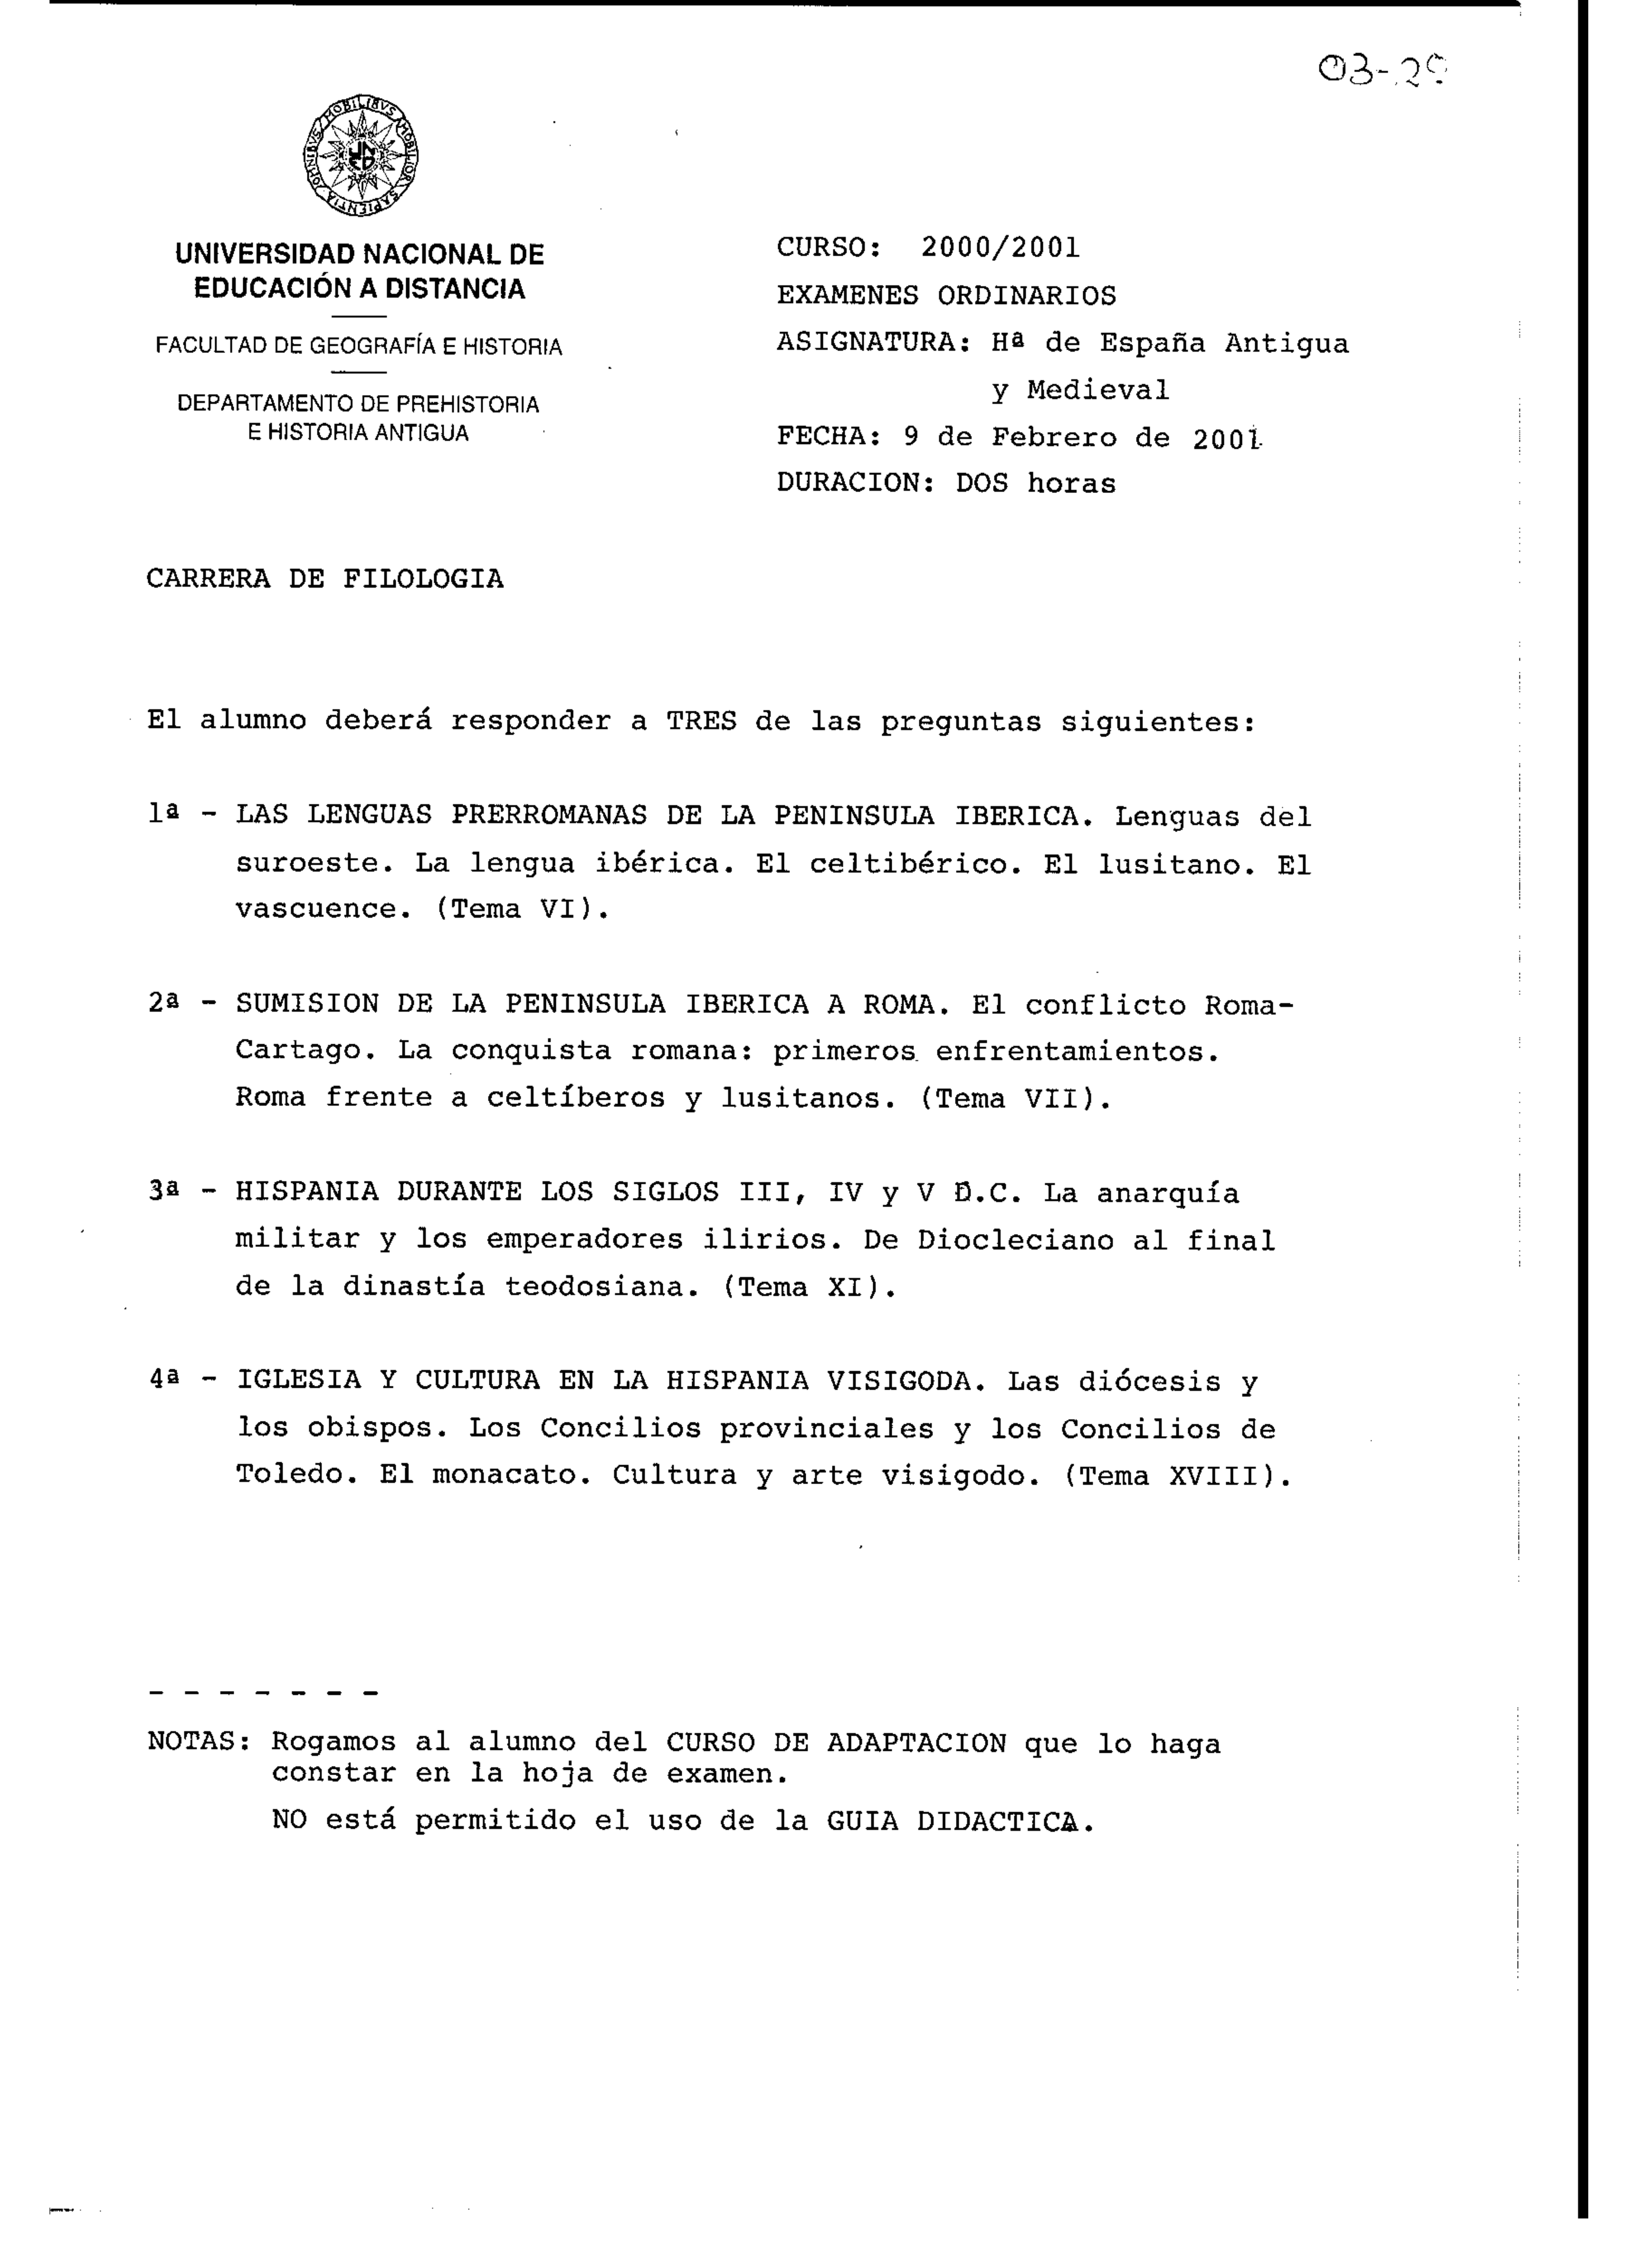 03-29
SAPIENTIA OMNIBVS MOBILIBVS MOBILIOR
UNED
UNIVERSIDAD NACIONAL DE
EDUCACIÓN A DISTANCIA
FACULTAD DE GEOGRAFÍA E HISTORIA
DEPARTAMENTO DE PREHISTORIA
E HISTORIA ANTIGUA
CURSO: 2000/2001
EXAMENES ORDINARIOS
ASIGNATURA: Hª de España Antigua
y Medieval
FECHA: 9 de Febrero de 2001
DURACION: DOS horas
CARRERA DE FILOLOGIA
El alumno deberá responder a TRES de las preguntas siguientes:
1ª - LAS LENGUAS PRERROMANAS DE LA PENINSULA IBERICA. Lenguas del
suroeste. La lengua ibérica. El celtibérico. El lusitano. El
vascuence. (Tema VI).
2ª - SUMISION DE LA PENINSULA IBERICA A ROMA. El conflicto Roma-
Cartago. La conquista romana: primeros enfrentamientos.
Roma frente a celtíberos y lusitanos. (Tema VII).
3ª - HISPANIA DURANTE LOS SIGLOS III, IV y V D.C. La anarquía
militar y los emperadores ilirios. De Diocleciano al final
de la dinastía teodosiana. (Tema XI).
4ª - IGLESIA Y CULTURA EN LA HISPANIA VISIGODA. Las diócesis y
los obispos. Los Concilios provinciales y los Concilios de
Toledo. El monacato. Cultura y arte visigodo. (Tema XVIII).
- - - - - - -
NOTAS: Rogamos al alumno del CURSO DE ADAPTACION que lo haga
constar en la hoja de examen.
NO está permitido el uso de la GUIA DIDACTICA.